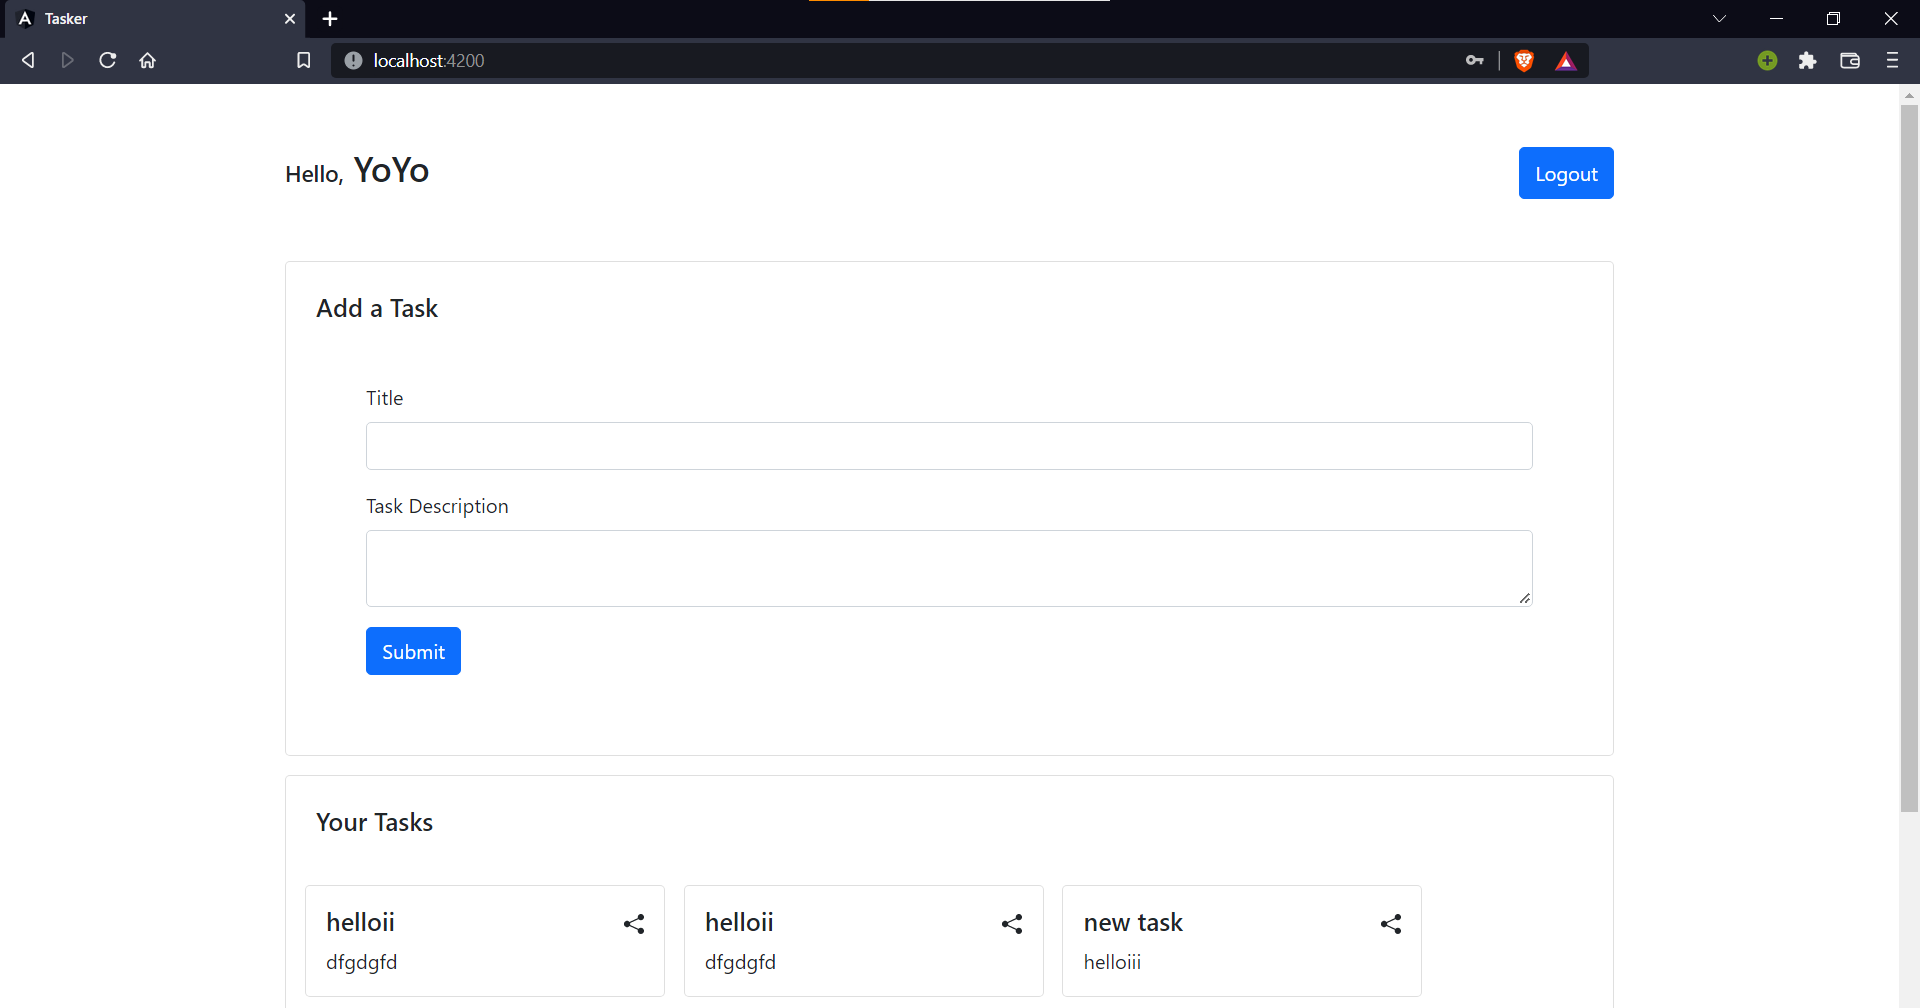 Tasker
localhost:4200
Hello, YoYo
Logout
Add a Task
Title
Task Description
Submit
Your Tasks
helloii
dfgdgfd
helloii
dfgdgfd
new task
helloiii